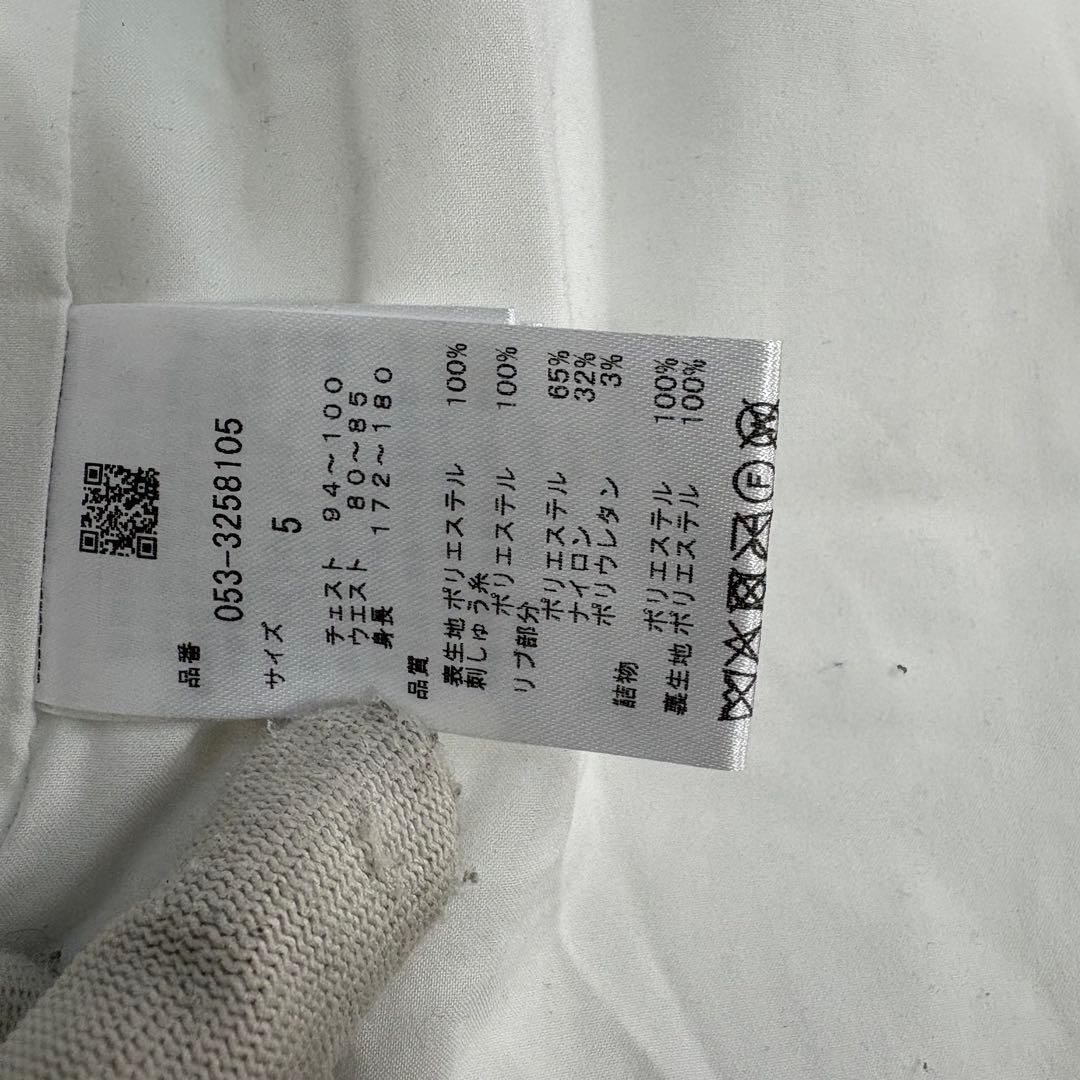 品番
053-3258105
サイズ
5
チェスト 94～100
ウエスト 80～85
身長 172～180
品質
表生地 ポリエステル 100%
刺しゅう糸
ポリエステル 100%
リブ部分
ポリエステル 65%
ナイロン 32%
ポリウレタン 3%
詰物
ポリエステル 100%
裏生地 ポリエステル 100%
F